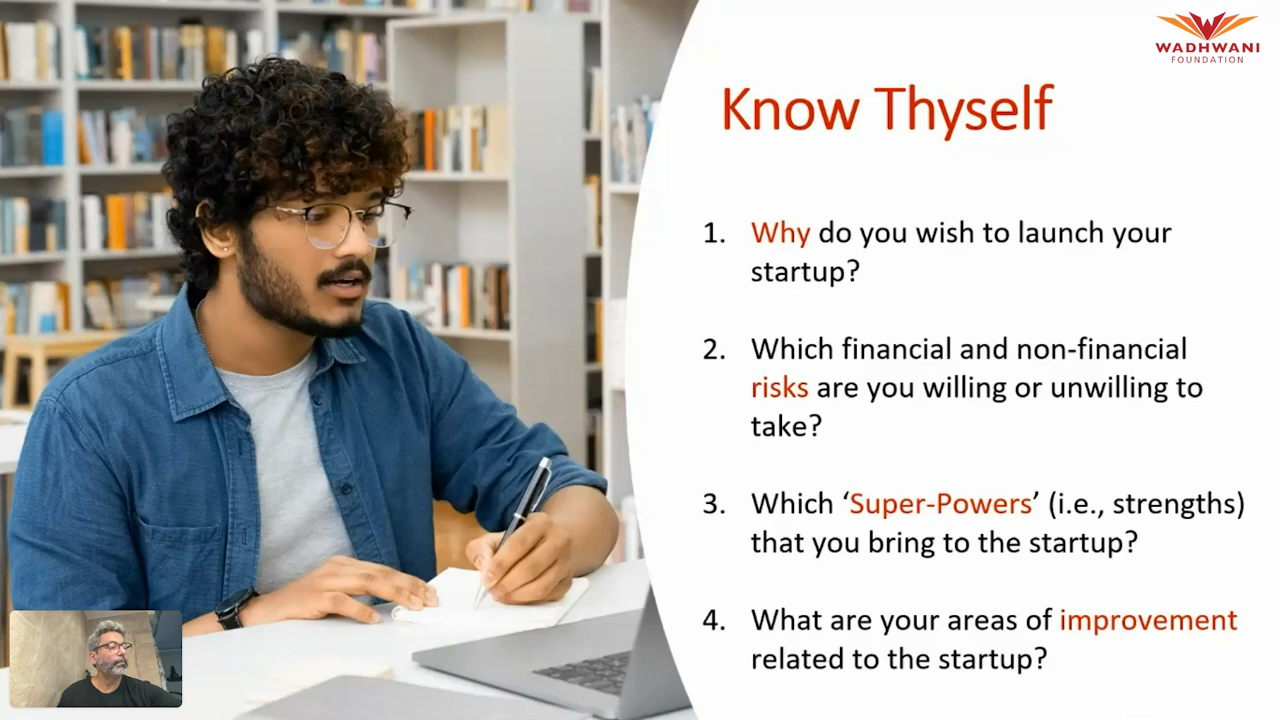 WADHWANI
FOUNDATION
Know Thyself
1. Why do you wish to launch your
startup?
2. Which financial and non-financial
risks are you willing or unwilling to
take?
3. Which ‘Super-Powers’ (i.e., strengths)
that you bring to the startup?
4. What are your areas of improvement
related to the startup?